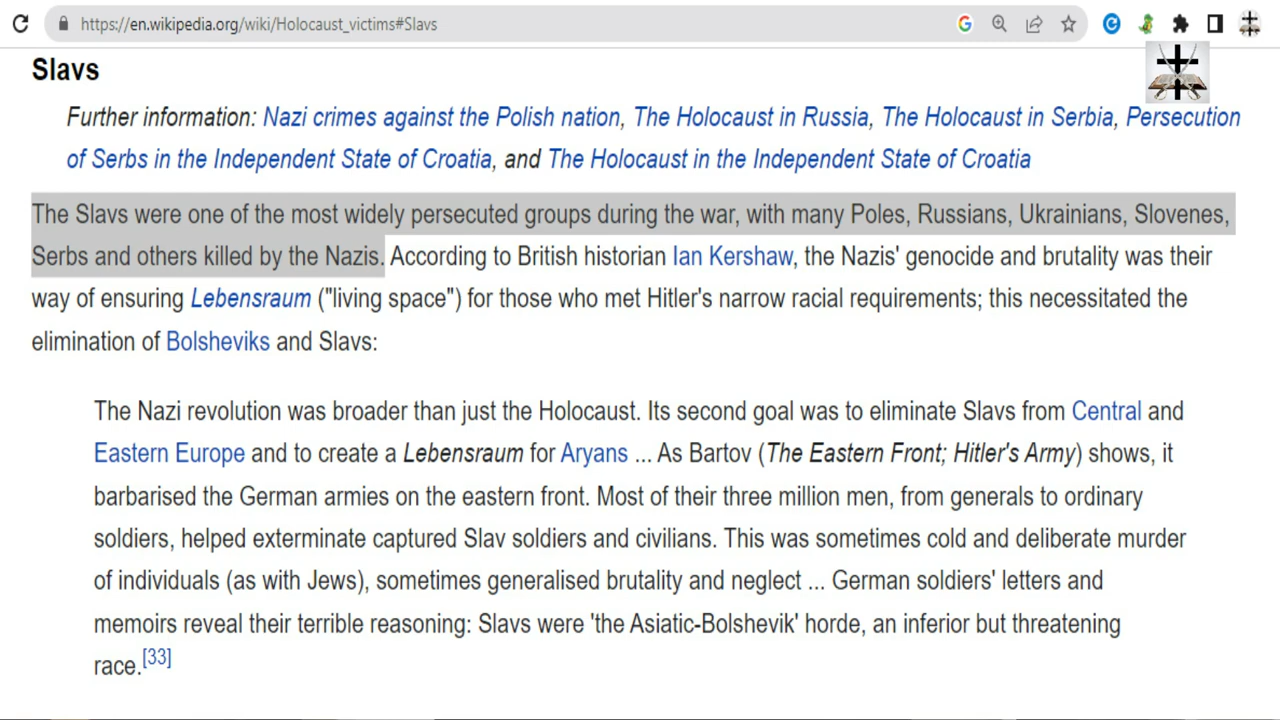 https://en.wikipedia.org/wiki/Holocaust_victims#Slavs
Slavs
Further information: Nazi crimes against the Polish nation, The Holocaust in Russia, The Holocaust in Serbia, Persecution
of Serbs in the Independent State of Croatia, and The Holocaust in the Independent State of Croatia
The Slavs were one of the most widely persecuted groups during the war, with many Poles, Russians, Ukrainians, Slovenes,
Serbs and others killed by the Nazis. According to British historian Ian Kershaw, the Nazis' genocide and brutality was their
way of ensuring Lebensraum ("living space") for those who met Hitler's narrow racial requirements; this necessitated the
elimination of Bolsheviks and Slavs:
The Nazi revolution was broader than just the Holocaust. Its second goal was to eliminate Slavs from Central and
Eastern Europe and to create a Lebensraum for Aryans ... As Bartov (The Eastern Front; Hitler's Army) shows, it
barbarised the German armies on the eastern front. Most of their three million men, from generals to ordinary
soldiers, helped exterminate captured Slav soldiers and civilians. This was sometimes cold and deliberate murder
of individuals (as with Jews), sometimes generalised brutality and neglect ... German soldiers' letters and
memoirs reveal their terrible reasoning: Slavs were 'the Asiatic-Bolshevik' horde, an inferior but threatening
race.[33]